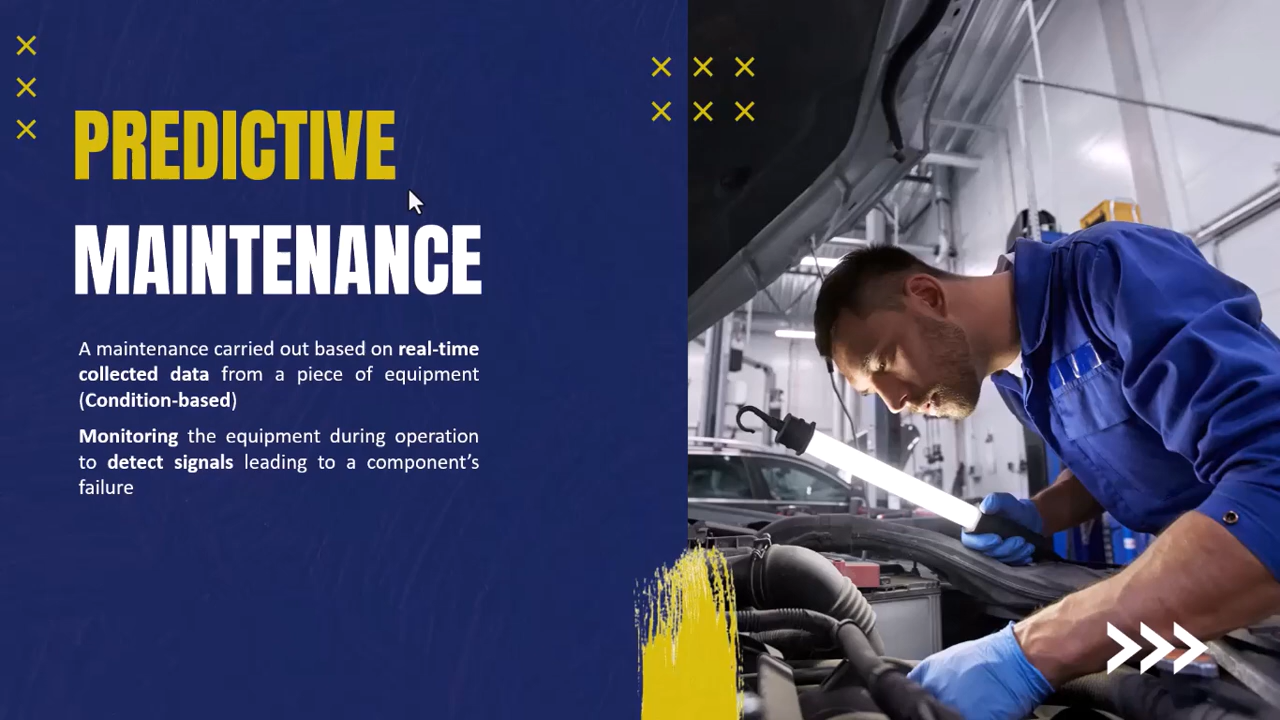 PREDICTIVE
MAINTENANCE
A maintenance carried out based on real-time
collected data from a piece of equipment
(Condition-based)
Monitoring the equipment during operation
to detect signals leading to a component’s
failure